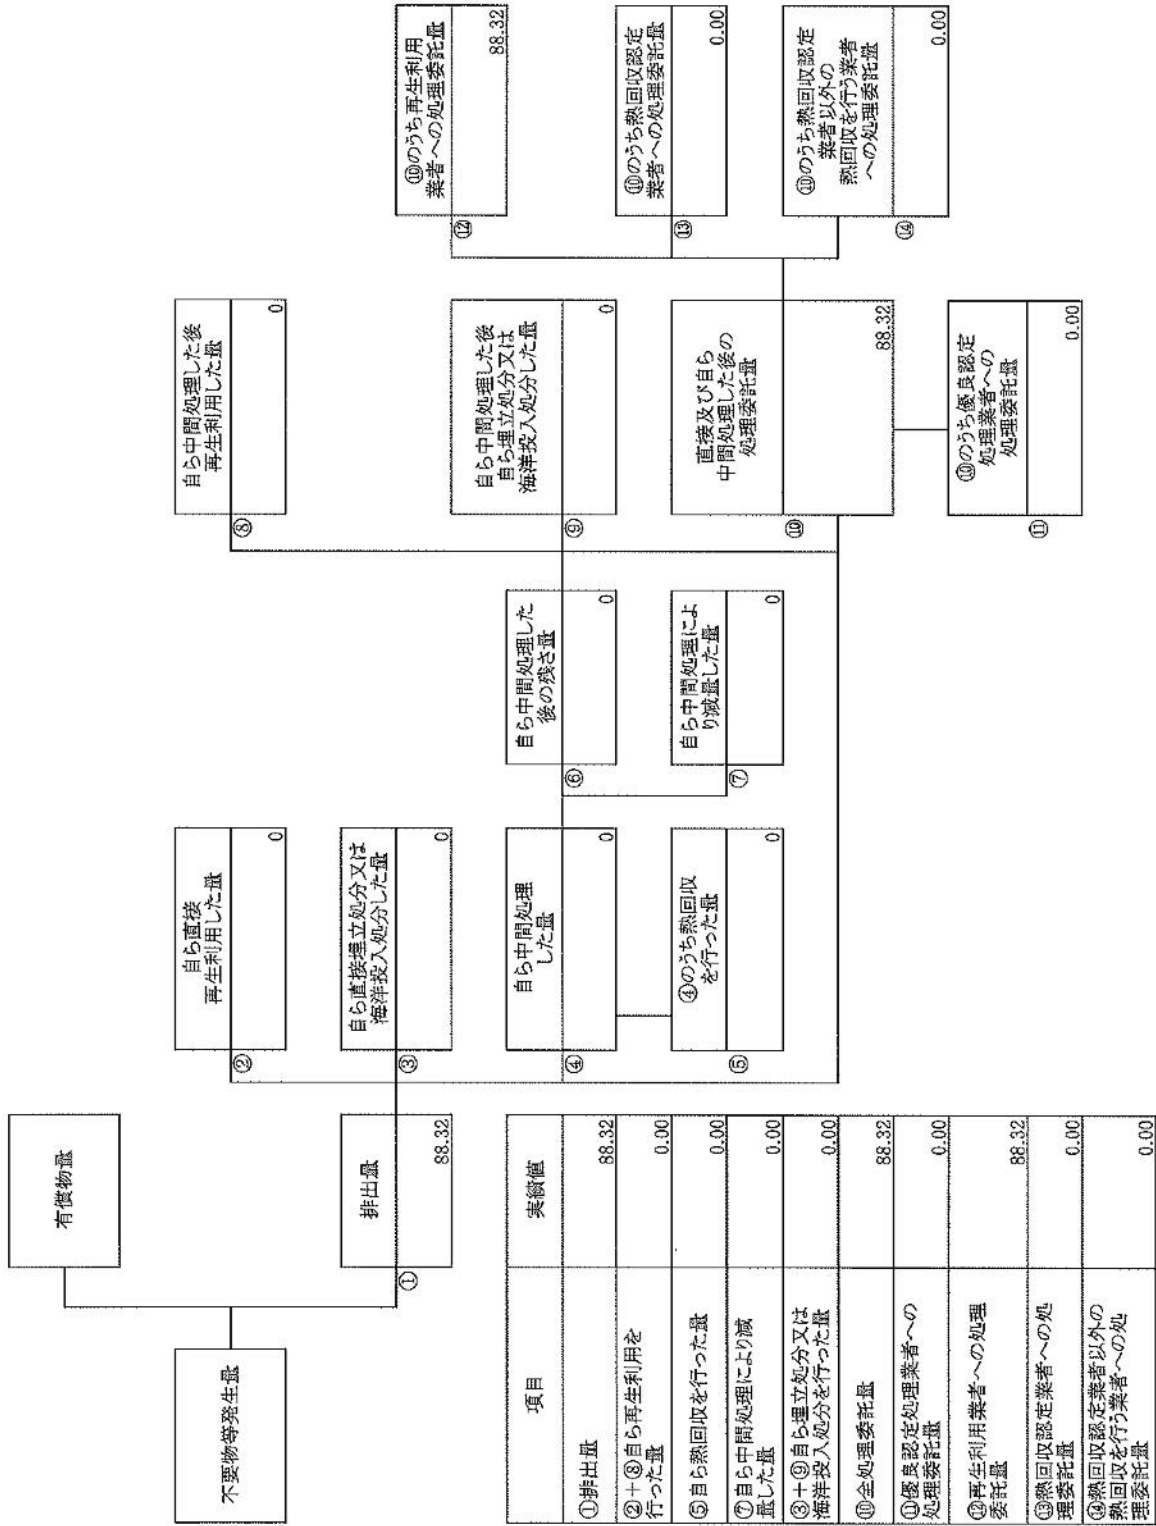 不要物等発生量
有償物量
①
排出量
88.32
②
自ら直接
再生利用した量
0
③
自ら直接埋立処分又は
海洋投入処分した量
0
④
自ら中間処理
した量
0
⑤
④のうち熱回収
を行った量
0
⑥
自ら中間処理した
後の残さ量
0
⑦
自ら中間処理によ
り減量した量
0
⑧
自ら中間処理した後
再生利用した量
0
⑨
自ら中間処理した後
自ら埋立処分又は
海洋投入処分した量
0
⑩
直接及び自ら
中間処理した後の
処理委託量
88.32
⑪
⑩のうち優良認定
処理業者への
処理委託量
0.00
⑫
⑩のうち再生利用
業者への処理委託量
88.32
⑬
⑩のうち熱回収認定
業者への処理委託量
0.00
⑭
⑩のうち熱回収認定
業者以外の
熱回収を行う業者
への処理委託量
0.00
項目 実績値
①排出量 88.32
②+⑧自ら再生利用を
行った量 0.00
⑤自ら熱回収を行った量 0.00
⑦自ら中間処理により減
量した量 0.00
③+⑨自ら埋立処分又は
海洋投入処分を行った量 0.00
⑩全処理委託量 88.32
⑪優良認定処理業者への
処理委託量 0.00
⑫再生利用業者への処理
委託量 88.32
⑬熱回収認定業者への処
理委託量 0.00
⑭熱回収認定業者以外の
熱回収を行う業者への処
理委託量 0.00